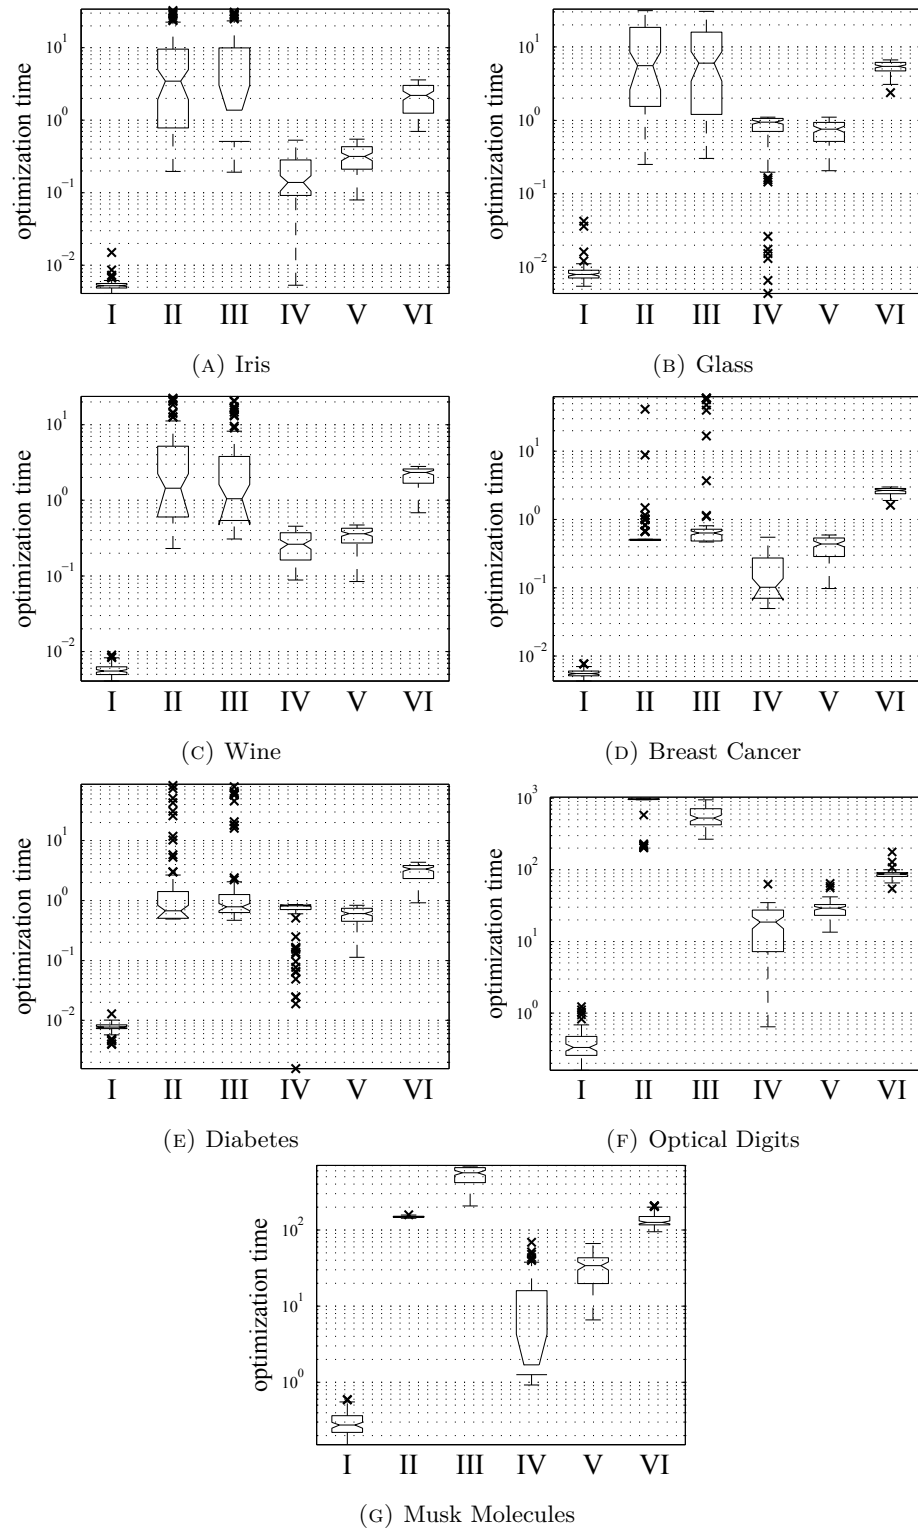 optimization time
10^1
10^0
10^-1
10^-2
I II III IV V VI
(A) Iris
optimization time
10^1
10^0
10^-1
10^-2
I II III IV V VI
(B) Glass
optimization time
10^1
10^0
10^-1
10^-2
I II III IV V VI
(C) Wine
optimization time
10^1
10^0
10^-1
10^-2
I II III IV V VI
(D) Breast Cancer
optimization time
10^1
10^0
10^-1
10^-2
I II III IV V VI
(E) Diabetes
optimization time
10^3
10^2
10^1
10^0
I II III IV V VI
(F) Optical Digits
optimization time
10^2
10^1
10^0
I II III IV V VI
(G) Musk Molecules